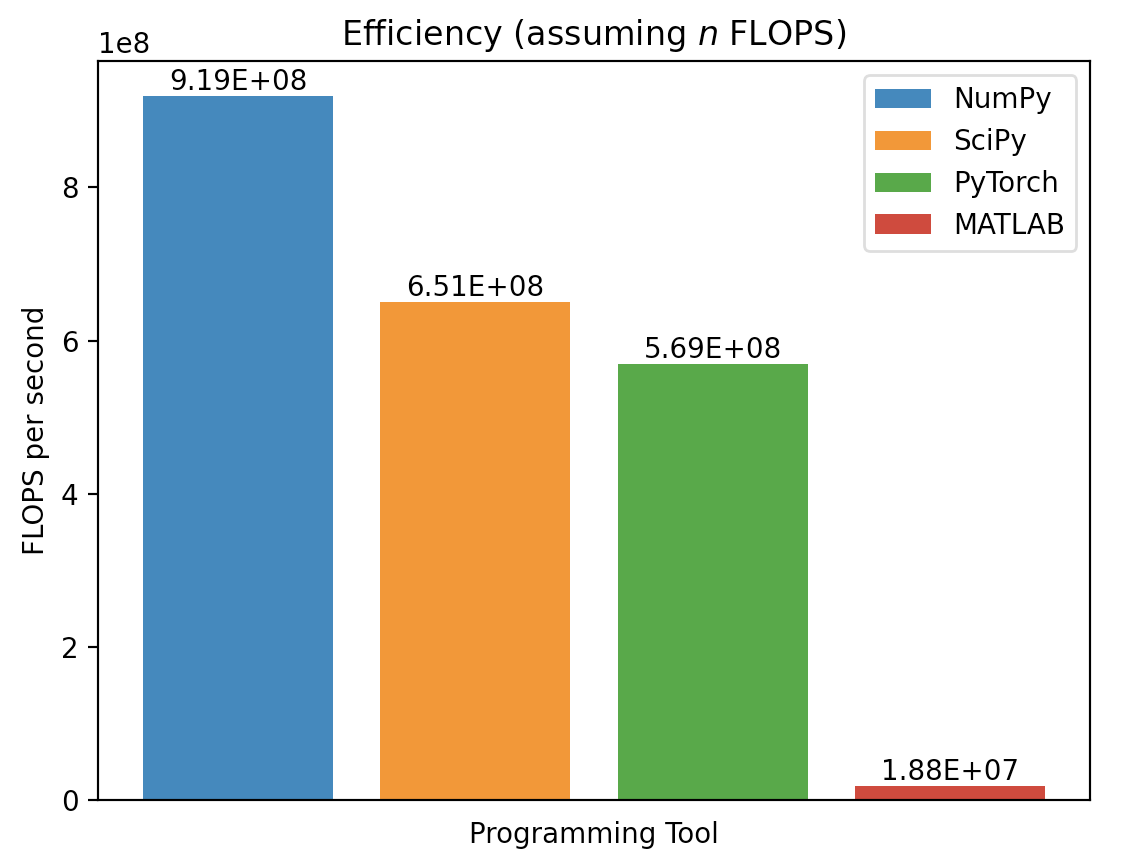 Efficiency (assuming n FLOPS)
1e8
9.19E+08
6.51E+08
5.69E+08
1.88E+07
NumPy
SciPy
PyTorch
MATLAB
8
6
4
2
0
FLOPS per second
Programming Tool